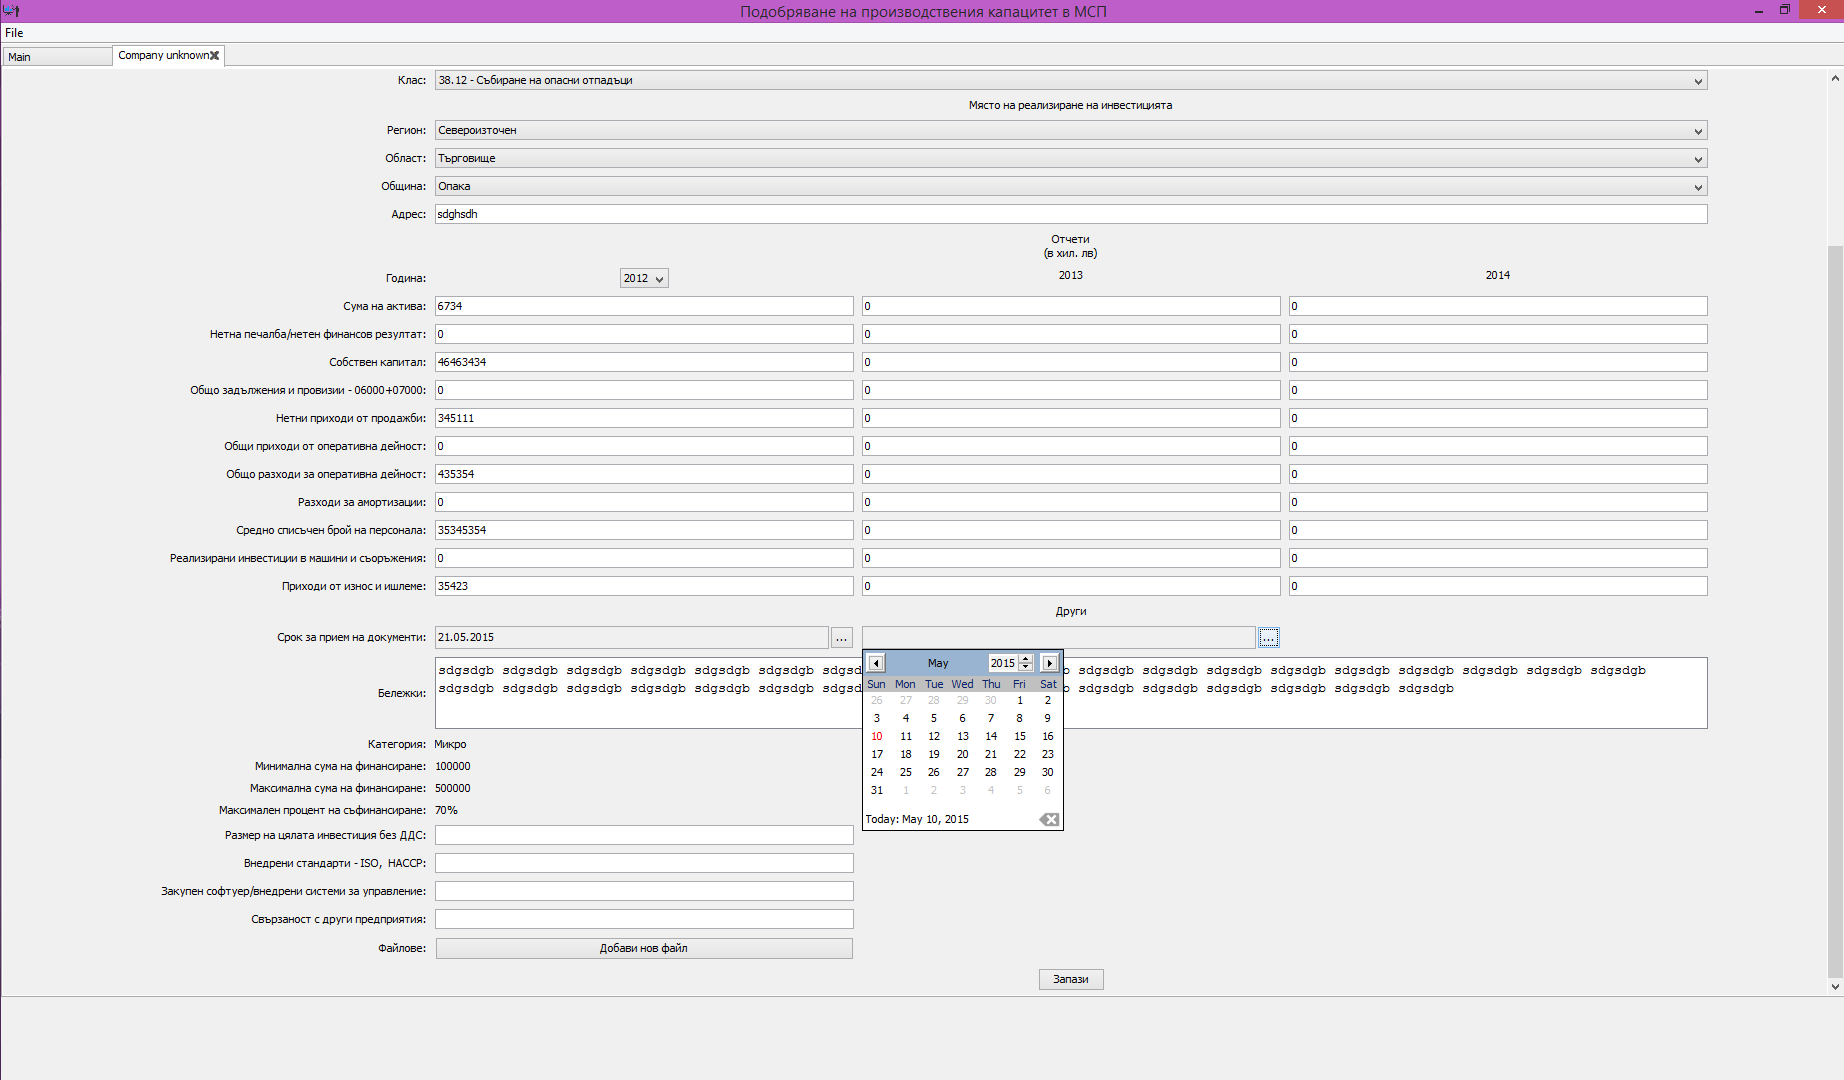 Подобряване на производствения капацитет в МСП
File
Main
Company unknown
Клас: 38.12 - Събиране на опасни отпадъци
Място на реализиране на инвестицията
Регион: Североизточен
Област: Търговище
Община: Опака
Адрес: sdghsdh
Отчети
(в хил. лв)
Година: 2012 2013 2014
Сума на актива: 6734 0 0
Нетна печалба/нетен финансов резултат: 0 0 0
Собствен капитал: 46463434 0 0
Общо задължения и провизии - 06000+07000: 0 0 0
Нетни приходи от продажби: 345111 0 0
Общи приходи от оперативна дейност: 0 0 0
Общо разходи за оперативна дейност: 435354 0 0
Разходи за амортизации: 0 0 0
Средно списъчен брой на персонала: 35345354 0 0
Реализирани инвестиции в машини и съоръжения: 0 0 0
Приходи от износ и ишлеме: 35423 0 0
Други
Срок за прием на документи: 21.05.2015 ... ...
Бележки:
sdgsdgb sdgsdgb sdgsdgb sdgsdgb sdgsdgb sdgsdgb sdgsd b sdgsdgb sdgsdgb sdgsdgb sdgsdgb sdgsdgb sdgsdgb sdgsdgb sdgsdgb sdgsdgb
sdgsdgb sdgsdgb sdgsdgb sdgsdgb sdgsdgb sdgsdgb sdgsd b sdgsdgb sdgsdgb sdgsdgb sdgsdgb sdgsdgb sdgsdgb
May 2015
Sun Mon Tue Wed Thu Fri Sat
26 27 28 29 30 1 2
3 4 5 6 7 8 9
10 11 12 13 14 15 16
17 18 19 20 21 22 23
24 25 26 27 28 29 30
31 1 2 3 4 5 6
Today: May 10, 2015
Категория: Микро
Минимална сума на финансиране: 100000
Максимална сума на финансиране: 500000
Максимален процент на съфинансиране: 70%
Размер на цялата инвестиция без ДДС:
Внедрени стандарти - ISO, HACCP:
Закупен софтуер/внедрени системи за управление:
Свързаност с други предприятия:
Файлове: Добави нов файл
Запази